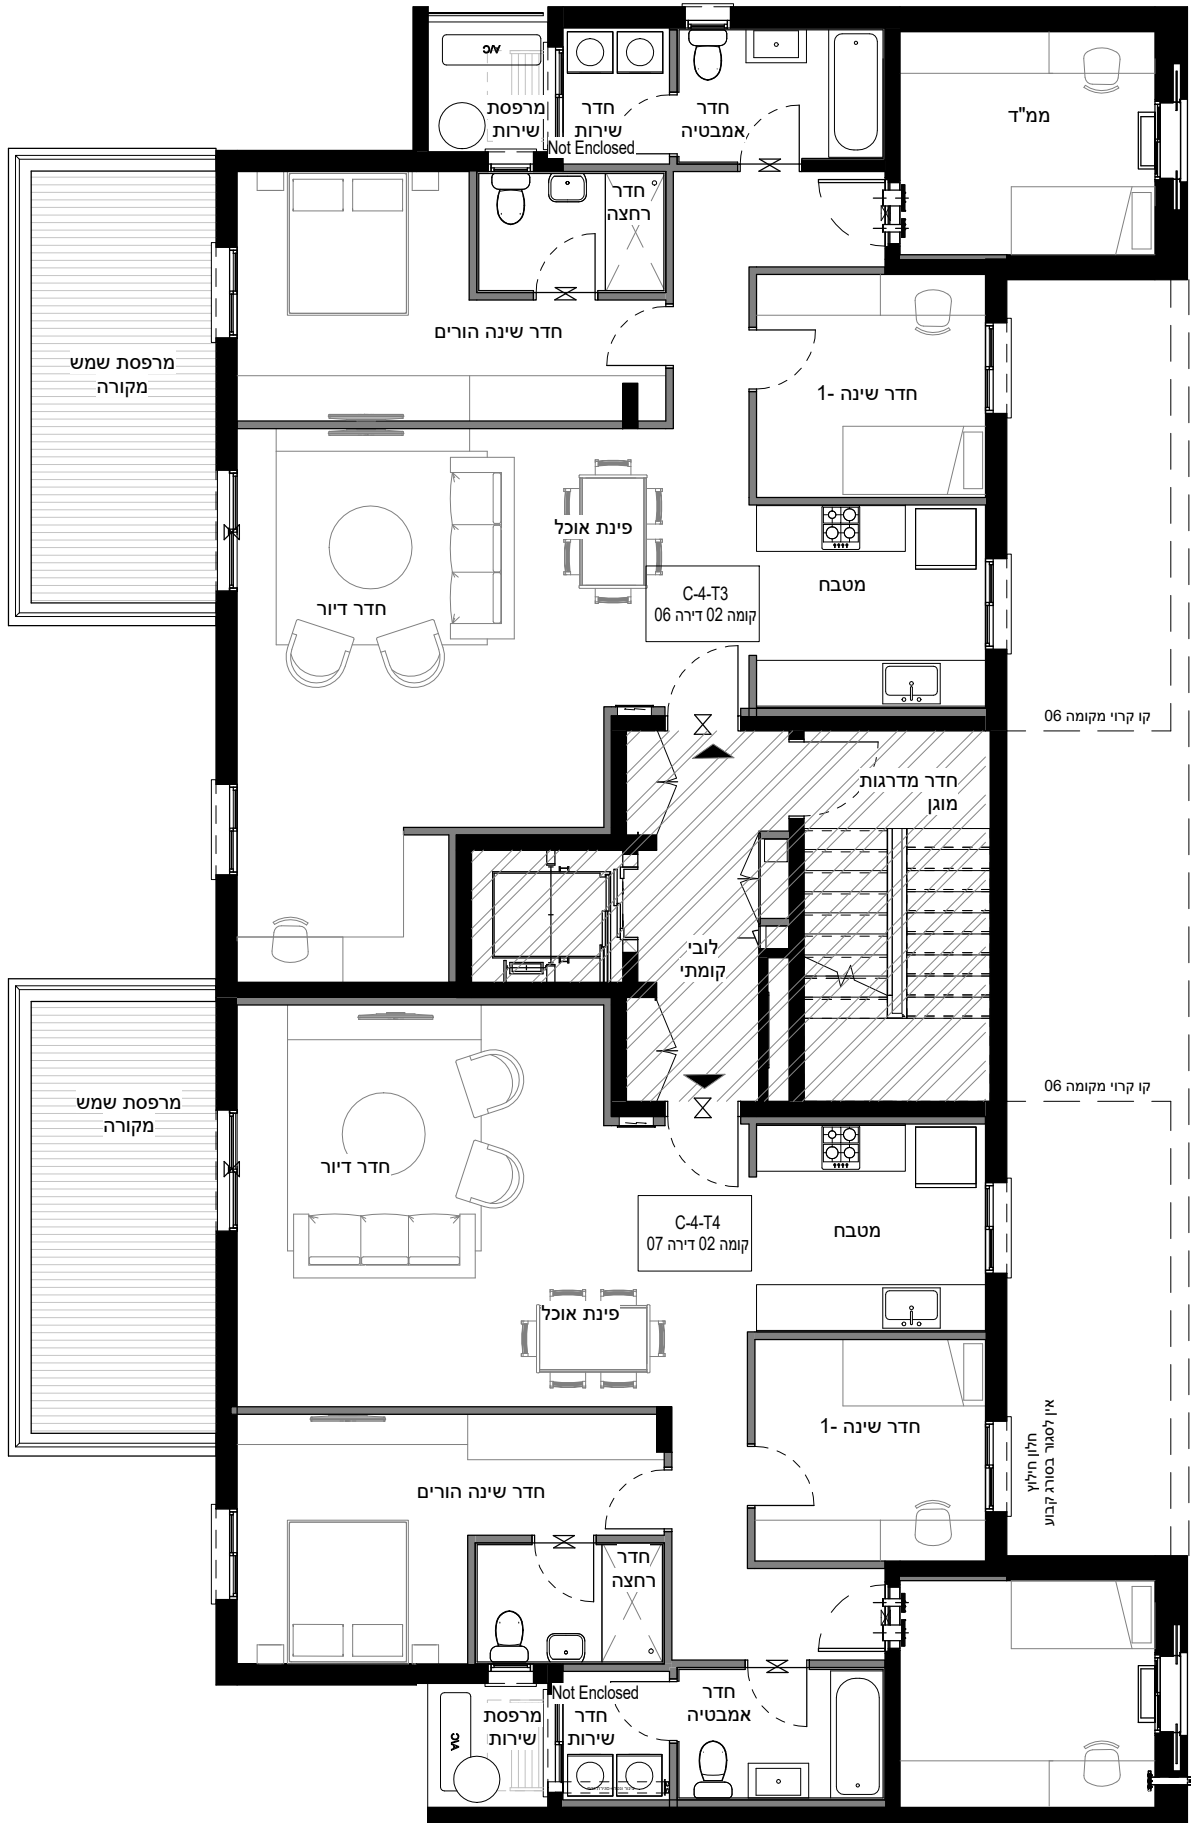 A/C
מרפסת
שירות
חדר
שירות
Not Enclosed
חדר
אמבטיה
ממ"ד
חדר
רחצה
חדר שינה הורים
מרפסת שמש
מקורה
חדר שינה -1
פינת אוכל
מטבח
C-4-T3
קומה 02 דירה 06
חדר דיור
קו קרוי מקומה 06
חדר מדרגות
מוגן
לובי
קומתי
קו קרוי מקומה 06
מרפסת שמש
מקורה
חדר דיור
C-4-T4
קומה 02 דירה 07
מטבח
פינת אוכל
חדר שינה -1
חלון חילוץ
אין לסגור בסורג קבוע
חדר שינה הורים
חדר
רחצה
Not Enclosed
חדר
שירות
מרפסת
שירות
חדר
אמבטיה
A/C